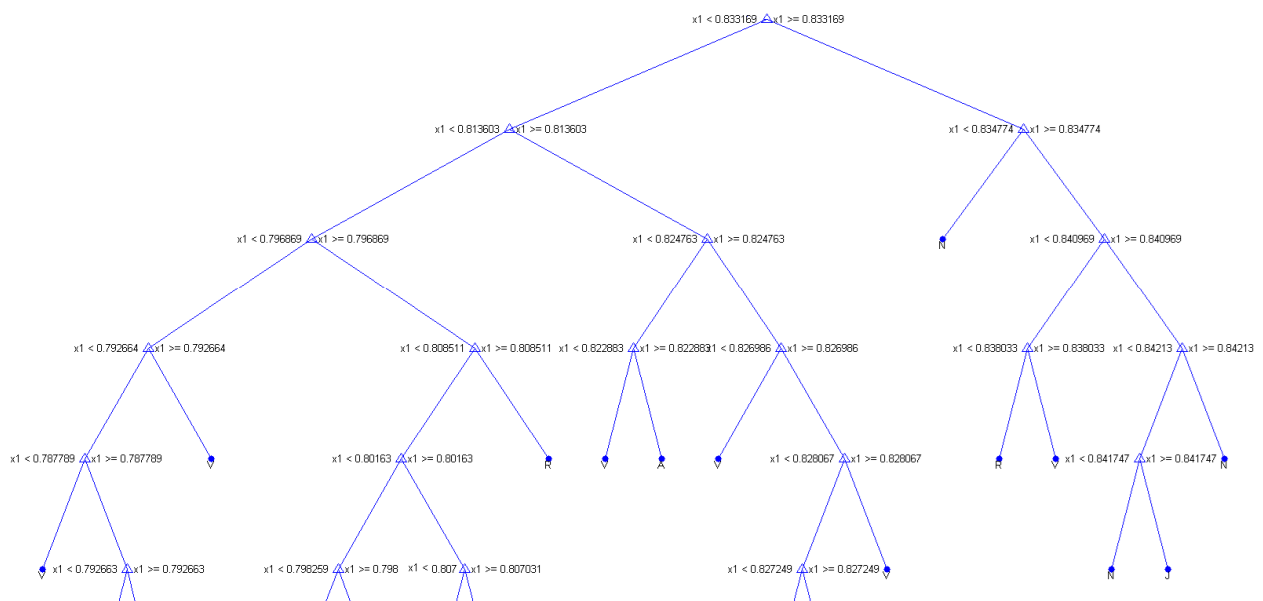 x1 < 0.833169 x1 >= 0.833169
x1 < 0.813603 x1 >= 0.813603 x1 < 0.834774 x1 >= 0.834774
x1 < 0.796869 x1 >= 0.796869 x1 < 0.824763 x1 >= 0.824763 N x1 < 0.840969 x1 >= 0.840969
x1 < 0.792664 x1 >= 0.792664 x1 < 0.808511 x1 >= 0.808511 x1 < 0.822883 x1 >= 0.822883 x1 < 0.826986 x1 >= 0.826986 x1 < 0.838033 x1 >= 0.838033 x1 < 0.84213 x1 >= 0.84213
x1 < 0.787789 x1 >= 0.787789 V x1 < 0.80163 x1 >= 0.80163 R V A V x1 < 0.828067 x1 >= 0.828067 R V x1 < 0.841747 x1 >= 0.841747 N
V x1 < 0.792663 x1 >= 0.792663 x1 < 0.798259 x1 >= 0.798 x1 < 0.807 x1 >= 0.807031 x1 < 0.827249 x1 >= 0.827249 V N J